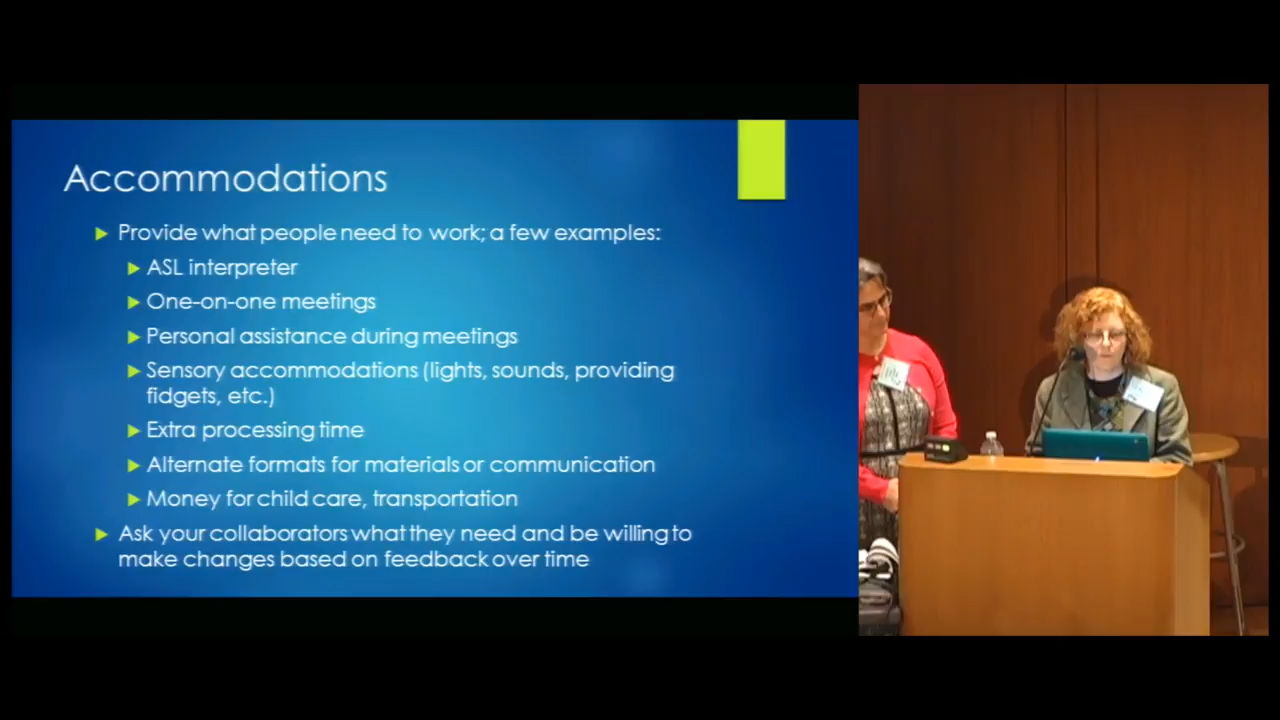 Accommodations
Provide what people need to work; a few examples:
ASL interpreter
One-on-one meetings
Personal assistance during meetings
Sensory accommodations (lights, sounds, providing
fidgets, etc.)
Extra processing time
Alternate formats for materials or communication
Money for child care, transportation
Ask your collaborators what they need and be willing to
make changes based on feedback over time